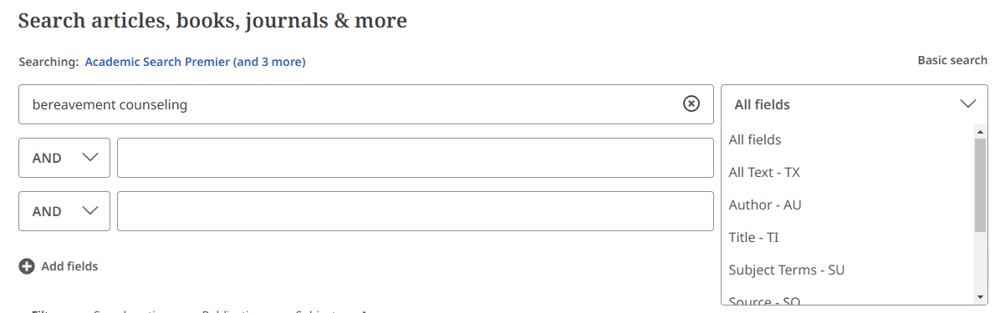 Search articles, books, journals & more
Searching: Academic Search Premier (and 3 more)
Basic search
bereavement counseling
All fields
All fields
All Text - TX
Author - AU
Title - TI
Subject Terms - SU
Source - SO
AND
AND
Add fields